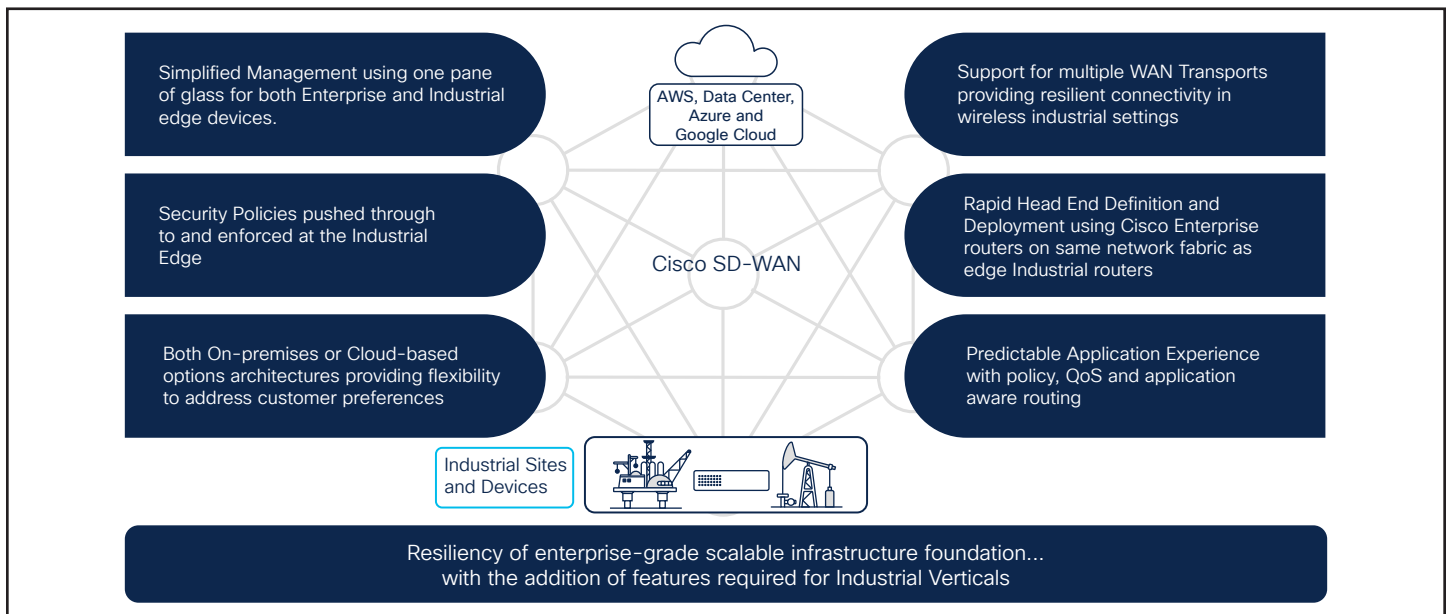 Simplified Management using one pane
of glass for both Enterprise and Industrial
edge devices.
Security Policies pushed through
to and enforced at the Industrial
Edge
Both On-premises or Cloud-based
options architectures providing flexibility
to address customer preferences
AWS, Data Center,
Azure and
Google Cloud
Cisco SD-WAN
Support for multiple WAN Transports
providing resilient connectivity in
wireless industrial settings
Rapid Head End Definition and
Deployment using Cisco Enterprise
routers on same network fabric as
edge Industrial routers
Predictable Application Experience
with policy, QoS and application
aware routing
Industrial Sites
and Devices
Resiliency of enterprise-grade scalable infrastructure foundation...
with the addition of features required for Industrial Verticals